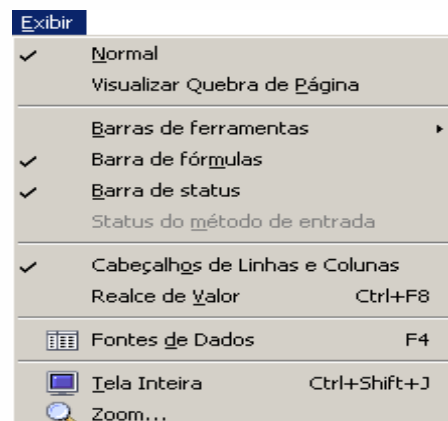 Exibir
Normal
Visualizar Quebra de Página
Barras de ferramentas
Barra de fórmulas
Barra de status
Status do método de entrada
Cabeçalhos de Linhas e Colunas
Realce de Valor Ctrl+F8
Fontes de Dados F4
Tela Inteira Ctrl+Shift+J
Zoom...